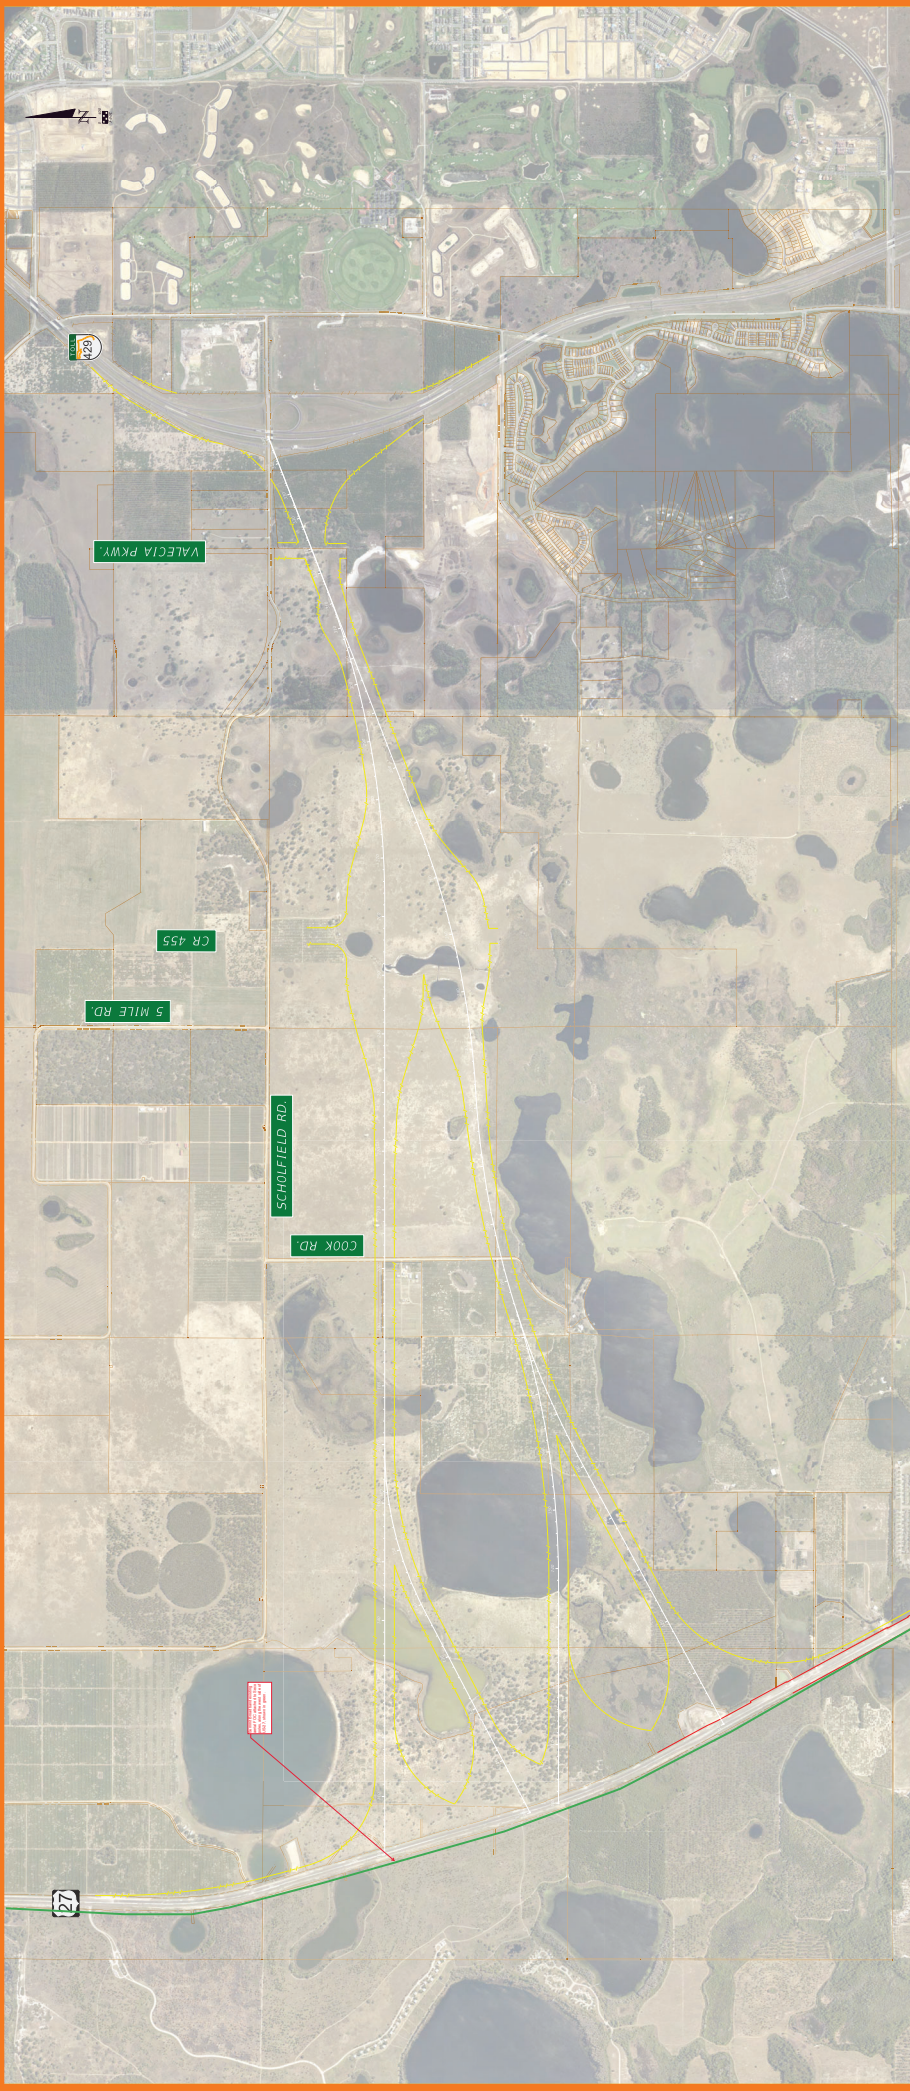 N
TOLL
429
VALECIA PKWY.
CR 455
5 MILE RD.
SCHOLFIELD RD.
COOK RD.
27